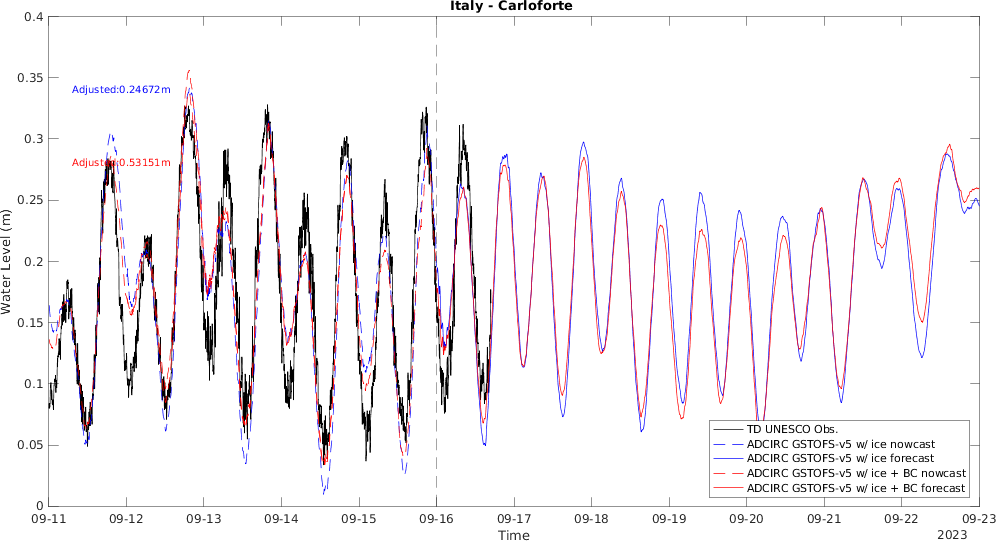 Italy - Carloforte
0.4
0.35
Adjusted:0.24672m
0.3
Adjusted:0.53151m
0.25
0.2
Water Level (m)
0.15
0.1
0.05
0
TD UNESCO Obs.
ADCIRC GSTOFS-v5 w/ ice nowcast
ADCIRC GSTOFS-v5 w/ ice forecast
ADCIRC GSTOFS-v5 w/ ice + BC nowcast
ADCIRC GSTOFS-v5 w/ ice + BC forecast
09-11 09-12 09-13 09-14 09-15 09-16 09-17 09-18 09-19 09-20 09-21 09-22 09-23
Time
2023